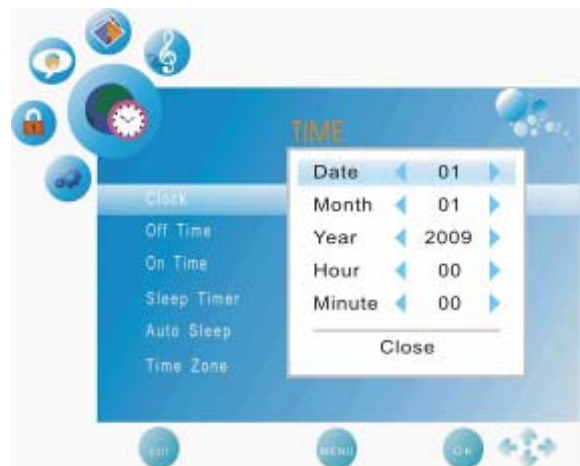 TIME
Clock
Off Time
On Time
Sleep Timer
Auto Sleep
Time Zone
Date 01
Month 01
Year 2009
Hour 00
Minute 00
Close
EXIT MENU OK